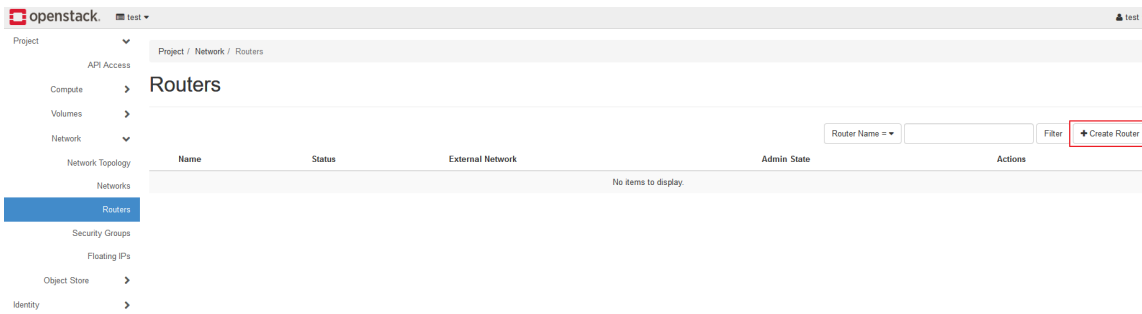 openstack. test
test
Project
API Access
Compute
Volumes
Network
Network Topology
Networks
Routers
Security Groups
Floating IPs
Object Store
Identity
Project / Network / Routers
Routers
Router Name = Filter + Create Router
Name Status External Network Admin State Actions
No items to display.